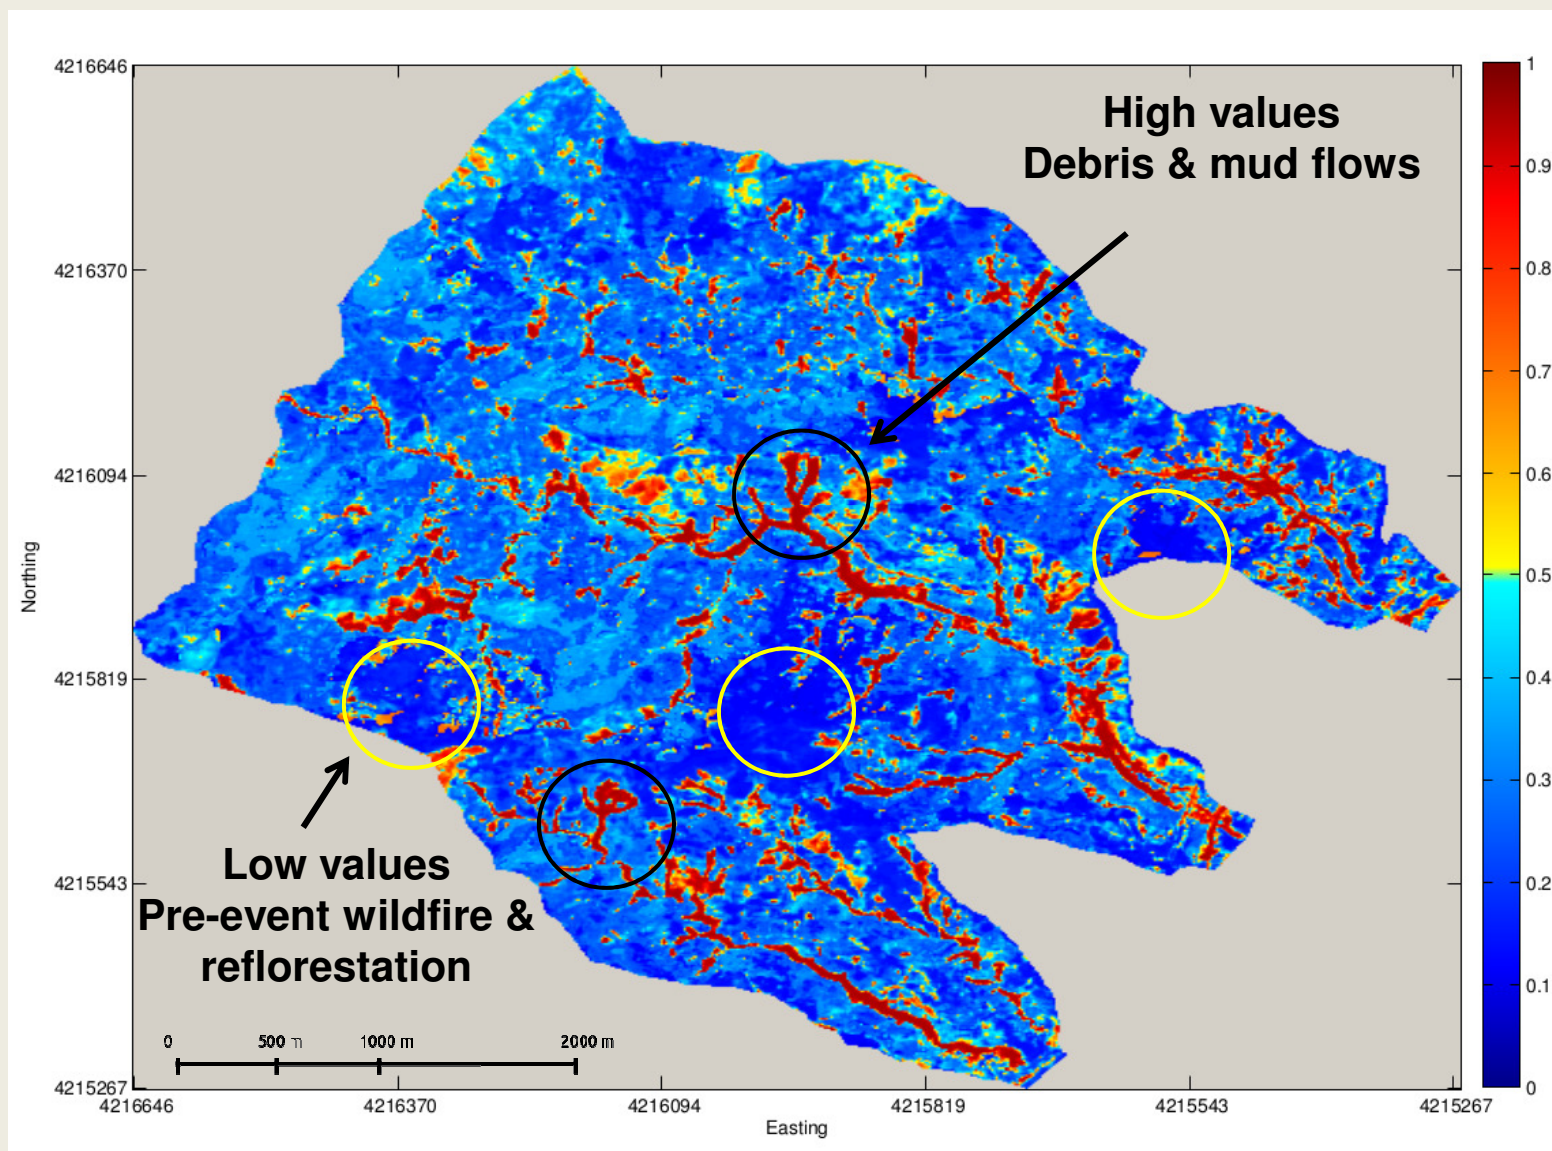 4216646
4216370
4216094
4215819
4215543
4215267
Northing
High values
Debris & mud flows
Low values
Pre-event wildfire &
reflorestation
0 500 m 1000 m 2000 m
4216646 4216370 4216094 4215819 4215543 4215267
Easting
1
0.9
0.8
0.7
0.6
0.5
0.4
0.3
0.2
0.1
0